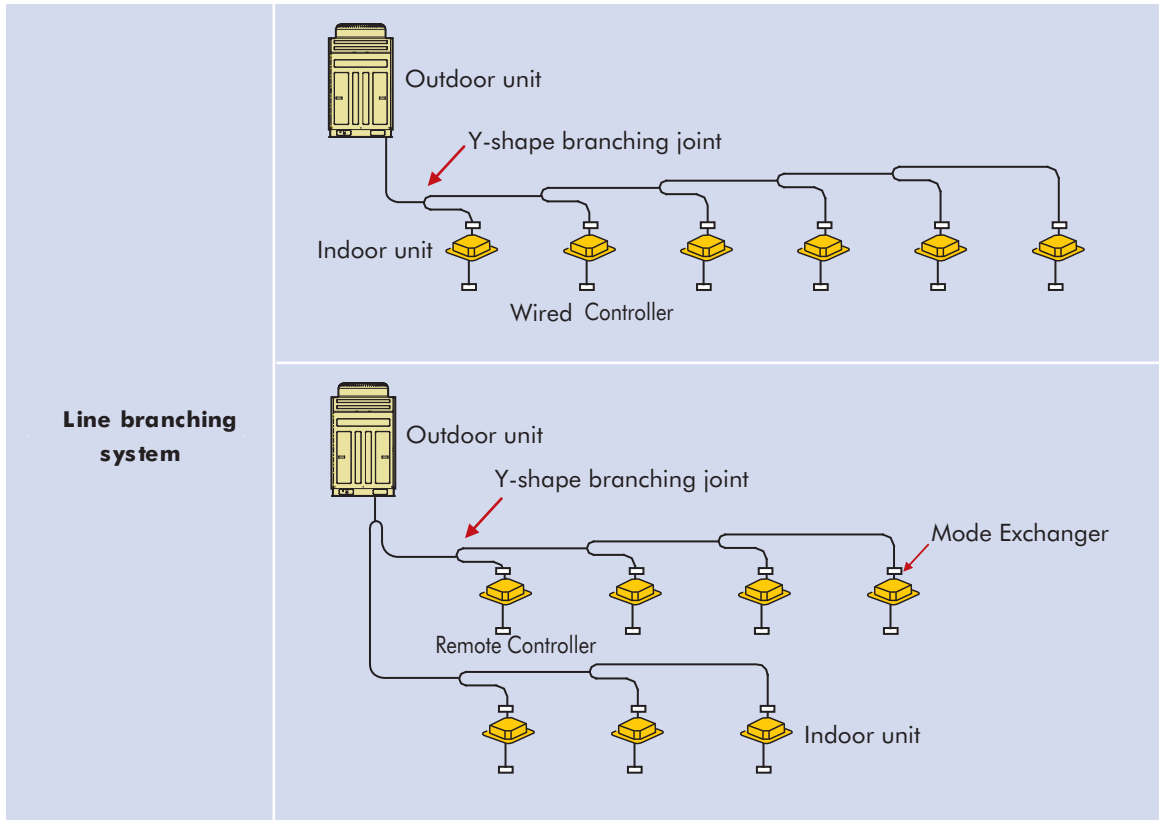 Line branching
system
Outdoor unit
Y-shape branching joint
Indoor unit
Wired Controller
Outdoor unit
Y-shape branching joint
Mode Exchanger
Remote Controller
Indoor unit